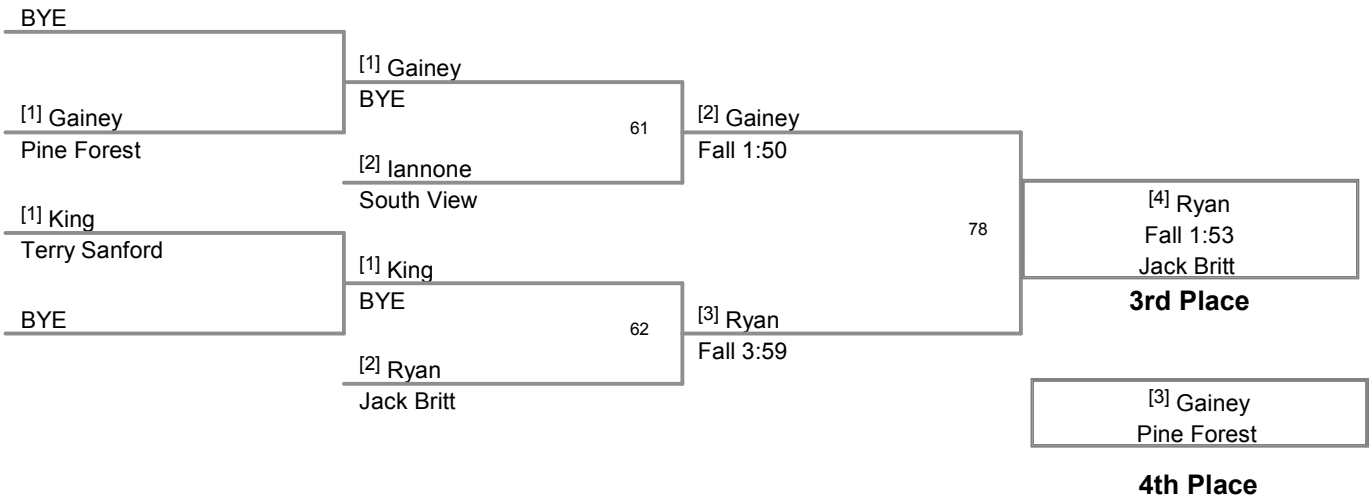 BYE
[1] Gainey
BYE
[1] Gainey
Pine Forest
61
[2] Gainey
Fall 1:50
[2] Iannone
South View
[1] King
Terry Sanford
78
[4] Ryan
Fall 1:53
Jack Britt
3rd Place
[1] King
BYE
BYE
62
[3] Ryan
Fall 3:59
[2] Ryan
Jack Britt
[3] Gainey
Pine Forest
4th Place